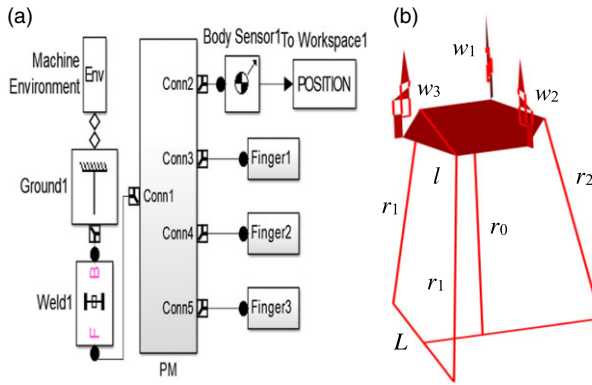 (a)
Machine
Environment
Env
Ground1
B
Weld1
F
Conn1
Conn2
Conn3
Conn4
Conn5
PM
Body Sensor1
To Workspace1
POSITION
Finger1
Finger2
Finger3
(b)
w1
w3
w2
l
r1
r0
r2
r1
L